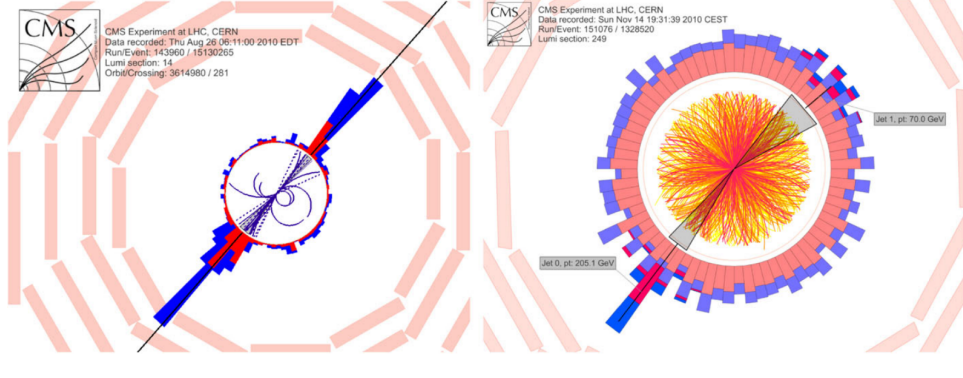 CMS
CMS Experiment at LHC, CERN
Data recorded: Thu Aug 26 06:11:00 2010 EDT
Run/Event: 143960 / 15130265
Lumi section: 14
Orbit/Crossing: 3614980 / 281
CMS
CMS Experiment at LHC, CERN
Data recorded: Sun Nov 14 19:31:39 2010 CEST
Run/Event: 151076 / 1328520
Lumi section: 249
Jet 1, pt: 70.0 GeV
Jet 0, pt: 205.1 GeV